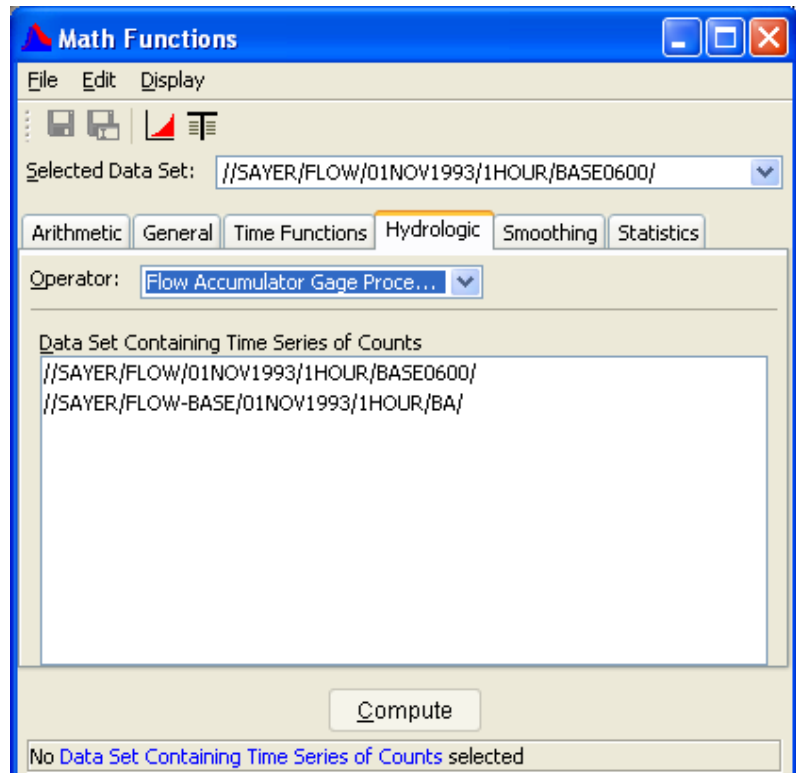 Math Functions
File Edit Display
Selected Data Set: //SAYER/FLOW/01NOV1993/1HOUR/BASE0600/
Arithmetic General Time Functions Hydrologic Smoothing Statistics
Operator: Flow Accumulator Gage Proce...
Data Set Containing Time Series of Counts
//SAYER/FLOW/01NOV1993/1HOUR/BASE0600/
//SAYER/FLOW-BASE/01NOV1993/1HOUR/BA/
Compute
No Data Set Containing Time Series of Counts selected